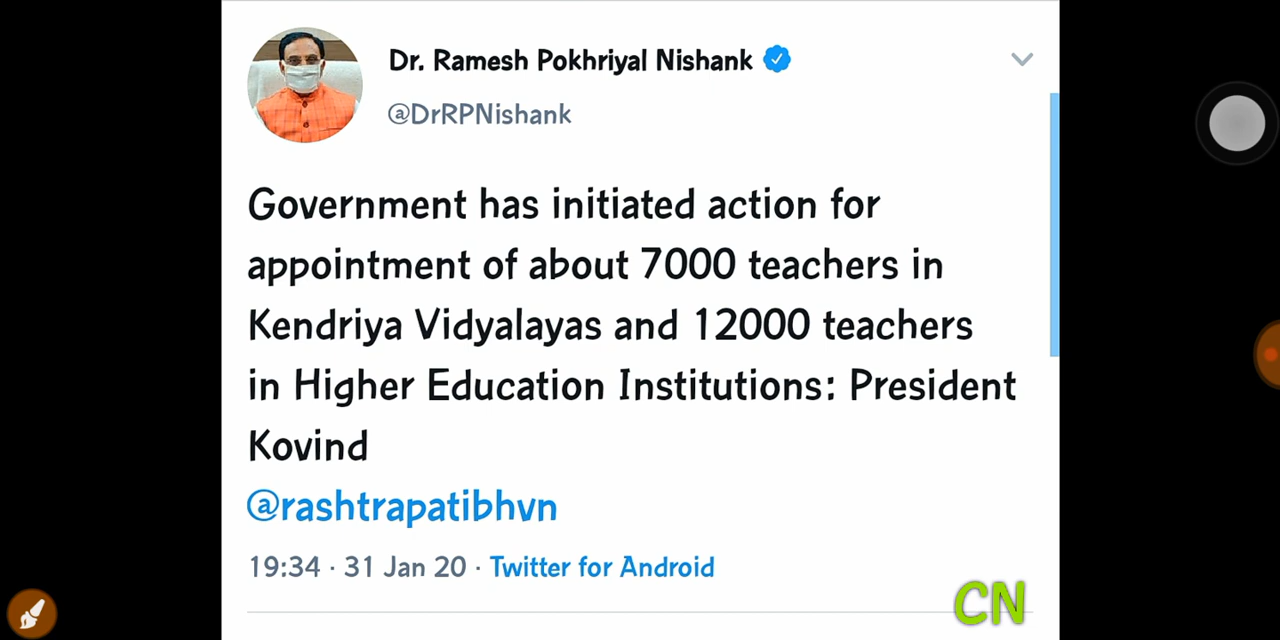 Dr. Ramesh Pokhriyal Nishank
@DrRPNishank
Government has initiated action for
appointment of about 7000 teachers in
Kendriya Vidyalayas and 12000 teachers
in Higher Education Institutions: President
Kovind
@rashtrapatibhvn
19:34 · 31 Jan 20 · Twitter for Android
CN